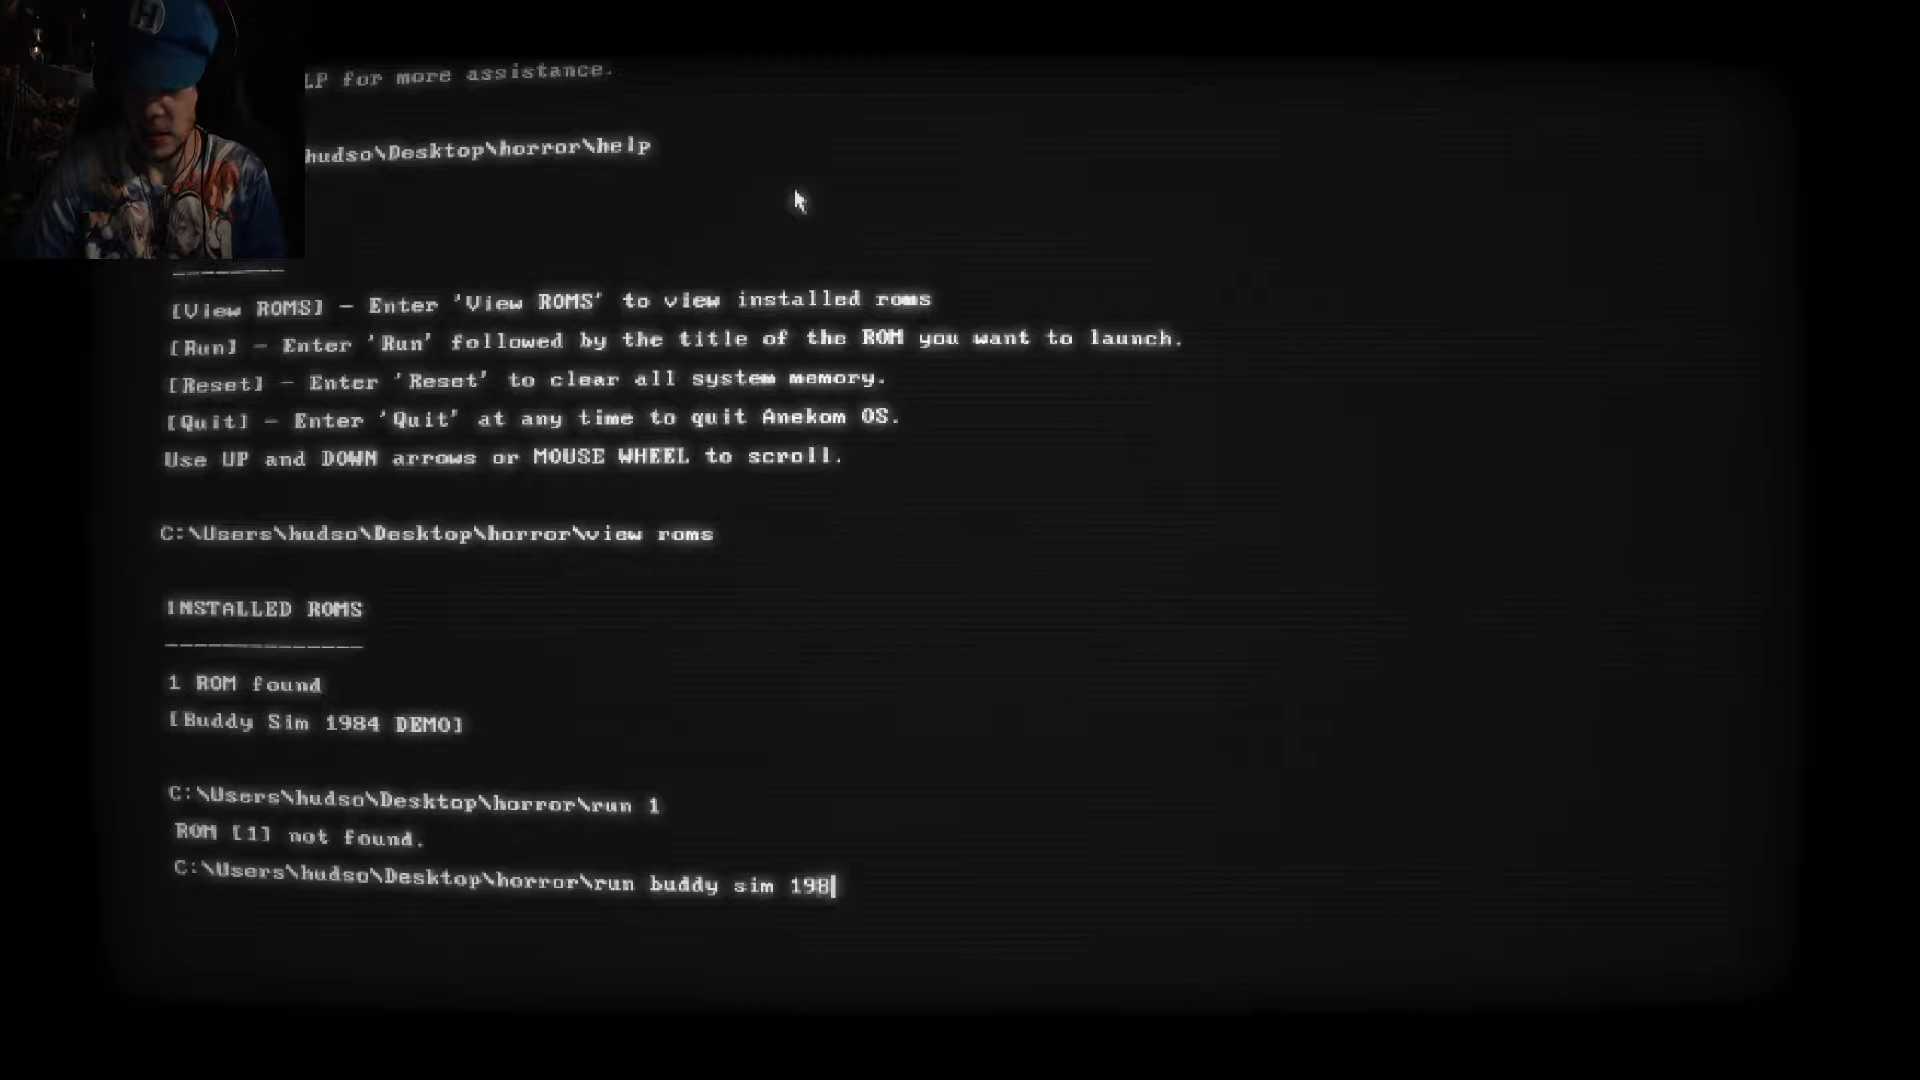 H
LP for more assistance.
hudso\Desktop\horror\help
[View ROMS] - Enter 'View ROMS' to view installed roms
[Run] - Enter 'Run' followed by the title of the ROM you want to launch.
[Reset] - Enter 'Reset' to clear all system memory.
[Quit] - Enter 'Quit' at any time to quit Anekom OS.
Use UP and DOWN arrows or MOUSE WHEEL to scroll.
C:\Users\hudso\Desktop\horror\view roms
INSTALLED ROMS
--------------
1 ROM found
[Buddy Sim 1984 DEMO]
C:\Users\hudso\Desktop\horror\run 1
ROM [1] not found.
C:\Users\hudso\Desktop\horror\run buddy sim 198